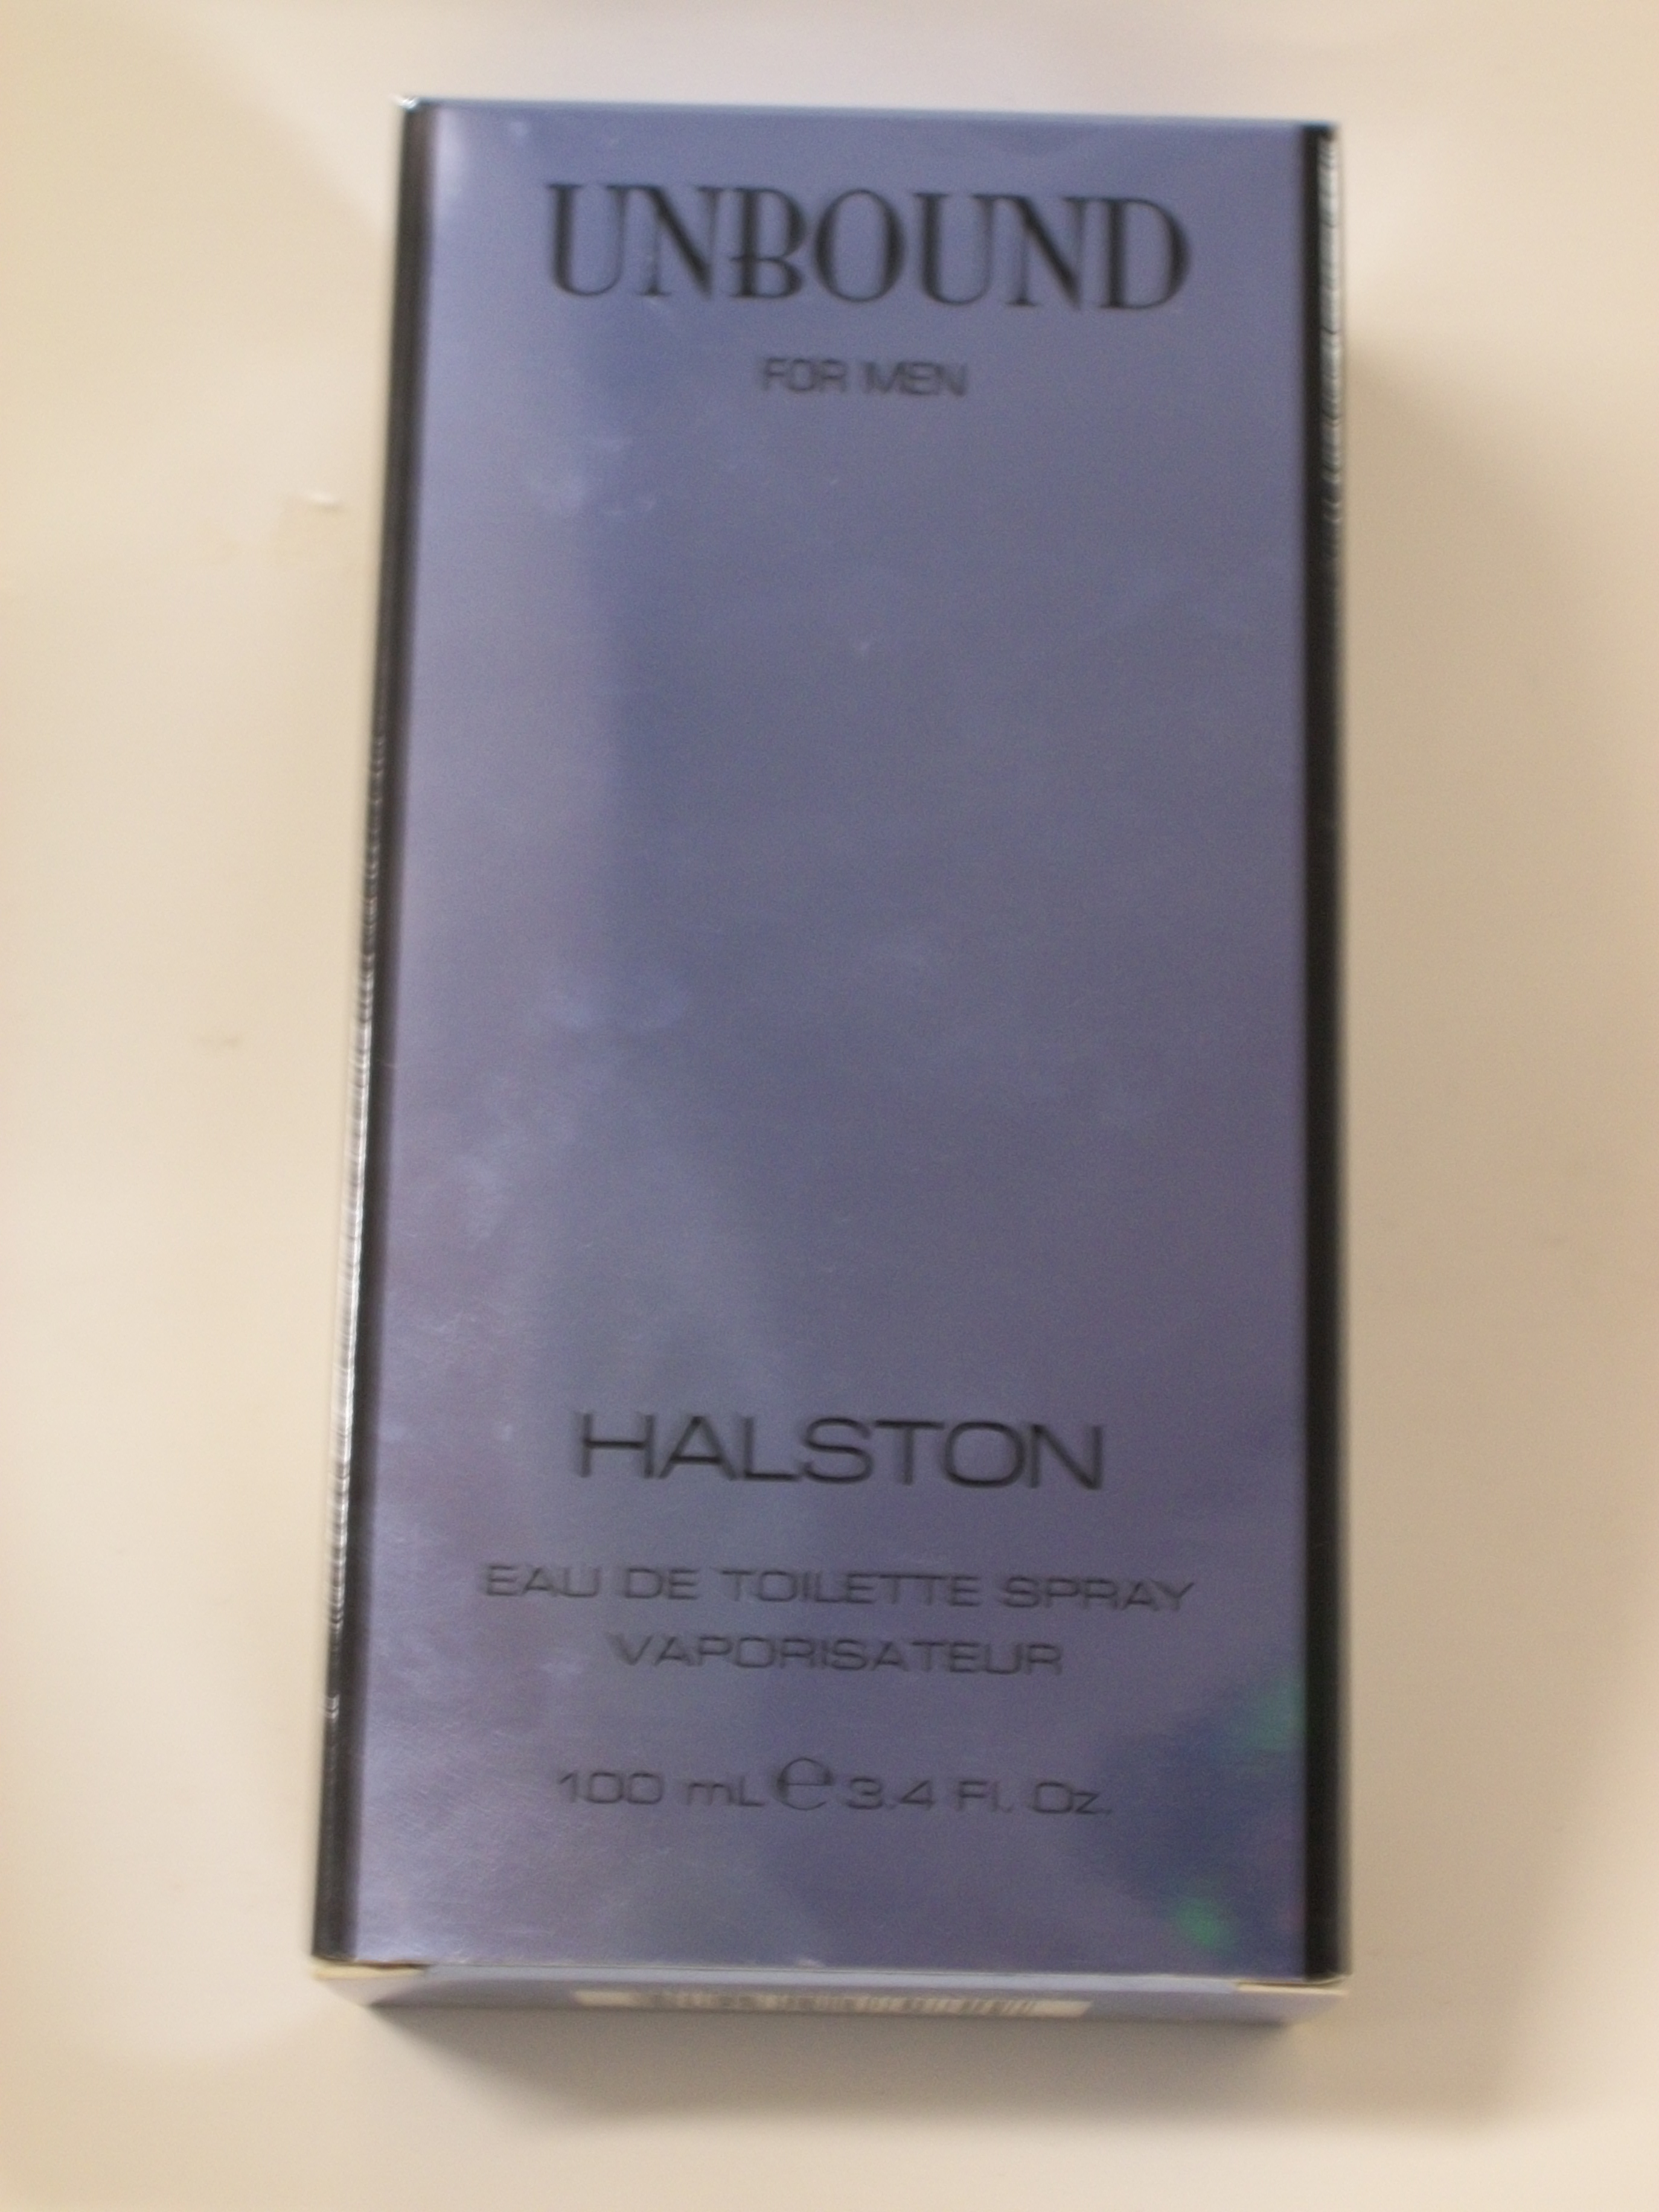 UNBOUND
FOR MEN
HALSTON
EAU DE TOILETTE SPRAY
VAPORISATEUR
100 mL ℮ 3.4 Fl. Oz.